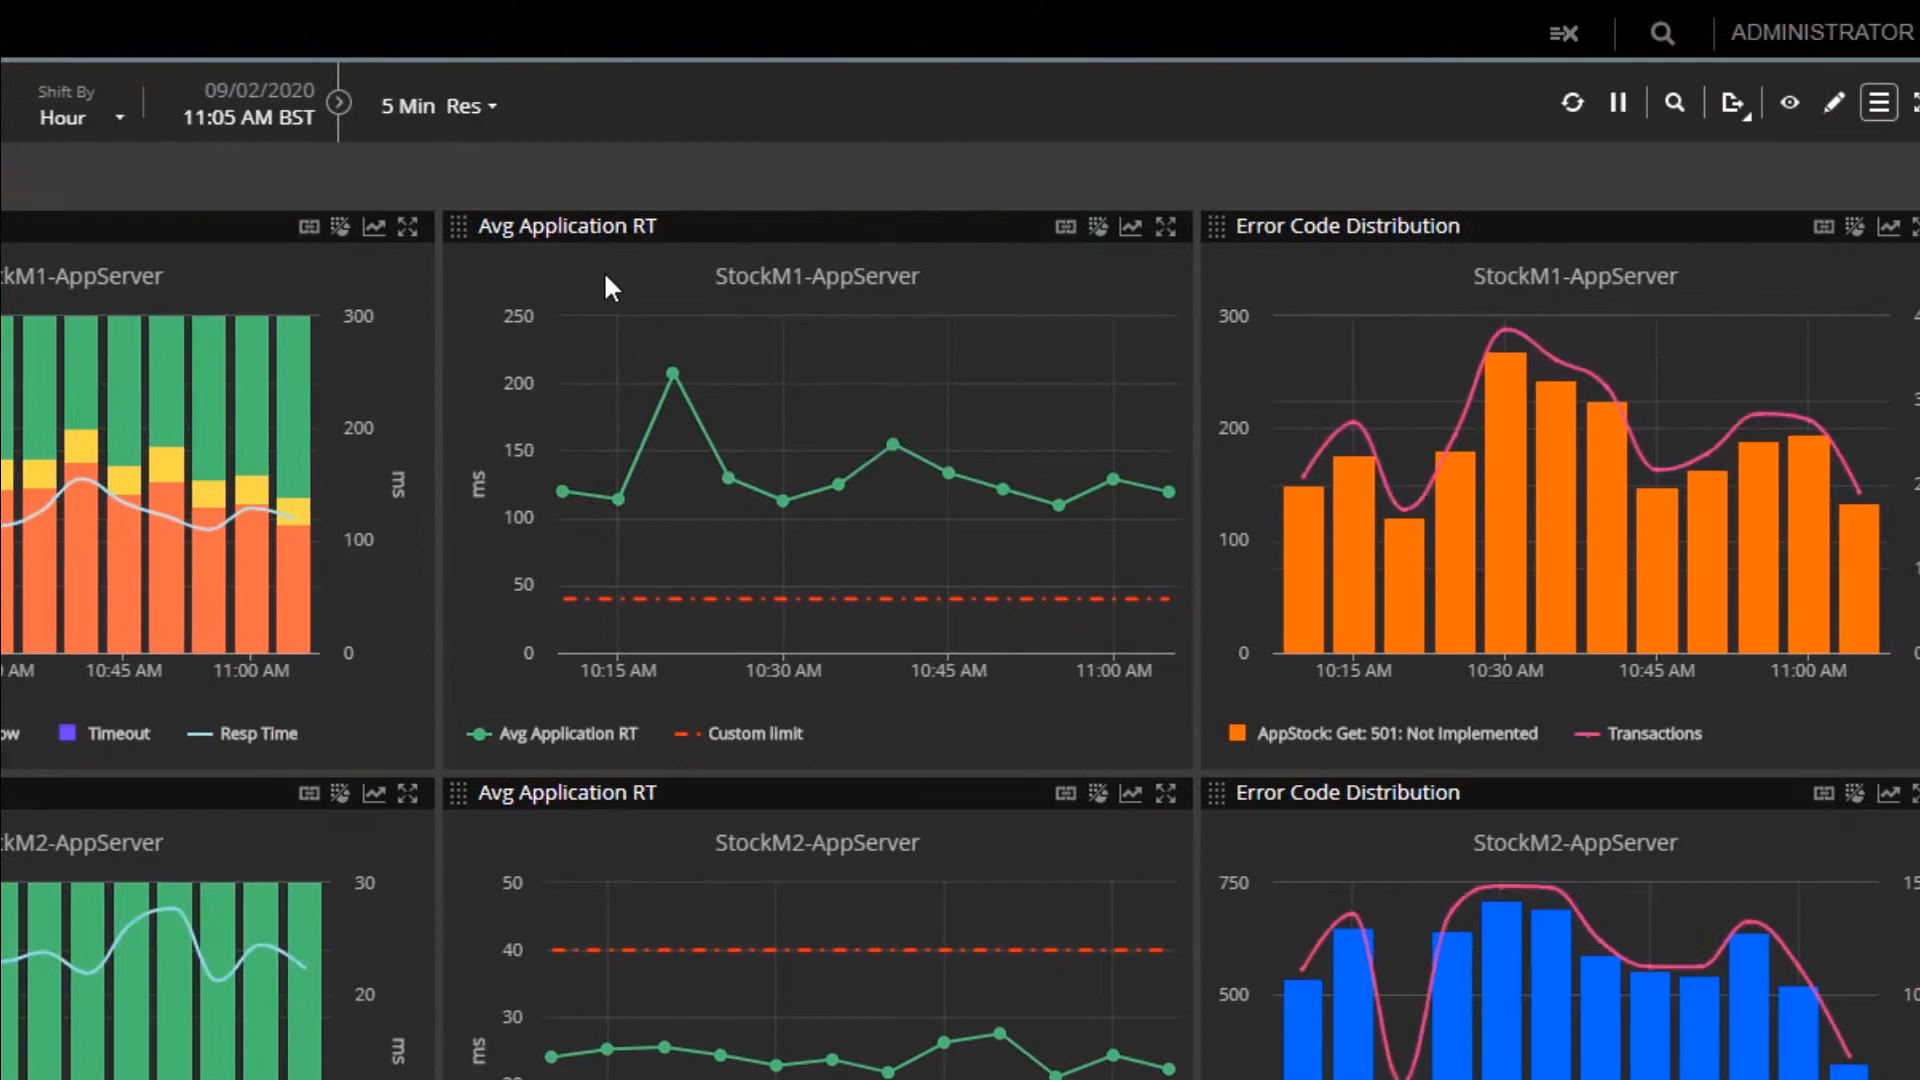 ADMINISTRATOR
Shift By
Hour
09/02/2020
11:05 AM BST
5 Min Res
Avg Application RT
Error Code Distribution
kM1-AppServer
300
200
100
0
ms
AM
10:45 AM
11:00 AM
ow
Timeout
Resp Time
StockM1-AppServer
250
200
150
100
50
0
ms
10:15 AM
10:30 AM
10:45 AM
11:00 AM
Avg Application RT
Custom limit
StockM1-AppServer
300
200
100
0
10:15 AM
10:30 AM
10:45 AM
11:00 AM
AppStock: Get: 501: Not Implemented
Transactions
Avg Application RT
Error Code Distribution
kM2-AppServer
30
20
ms
StockM2-AppServer
50
40
30
ms
StockM2-AppServer
750
500
15
10